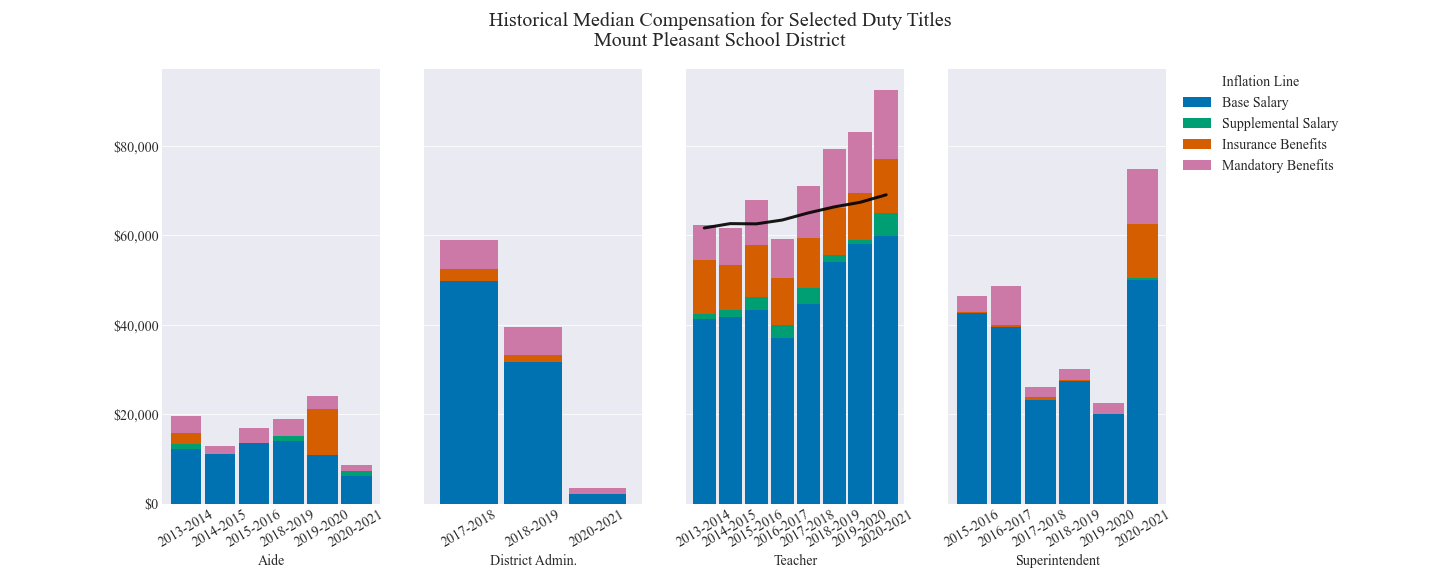 Historical Median Compensation for Selected Duty Titles
Mount Pleasant School District
Inflation Line
Base Salary
Supplemental Salary
Insurance Benefits
Mandatory Benefits
$80,000
$60,000
$40,000
$20,000
$0
2013-2014
2014-2015
2015-2016
2018-2019
2019-2020
2020-2021
Aide
2017-2018
2018-2019
2020-2021
District Admin.
2013-2014
2014-2015
2015-2016
2016-2017
2017-2018
2018-2019
2019-2020
2020-2021
Teacher
2015-2016
2016-2017
2017-2018
2018-2019
2019-2020
2020-2021
Superintendent